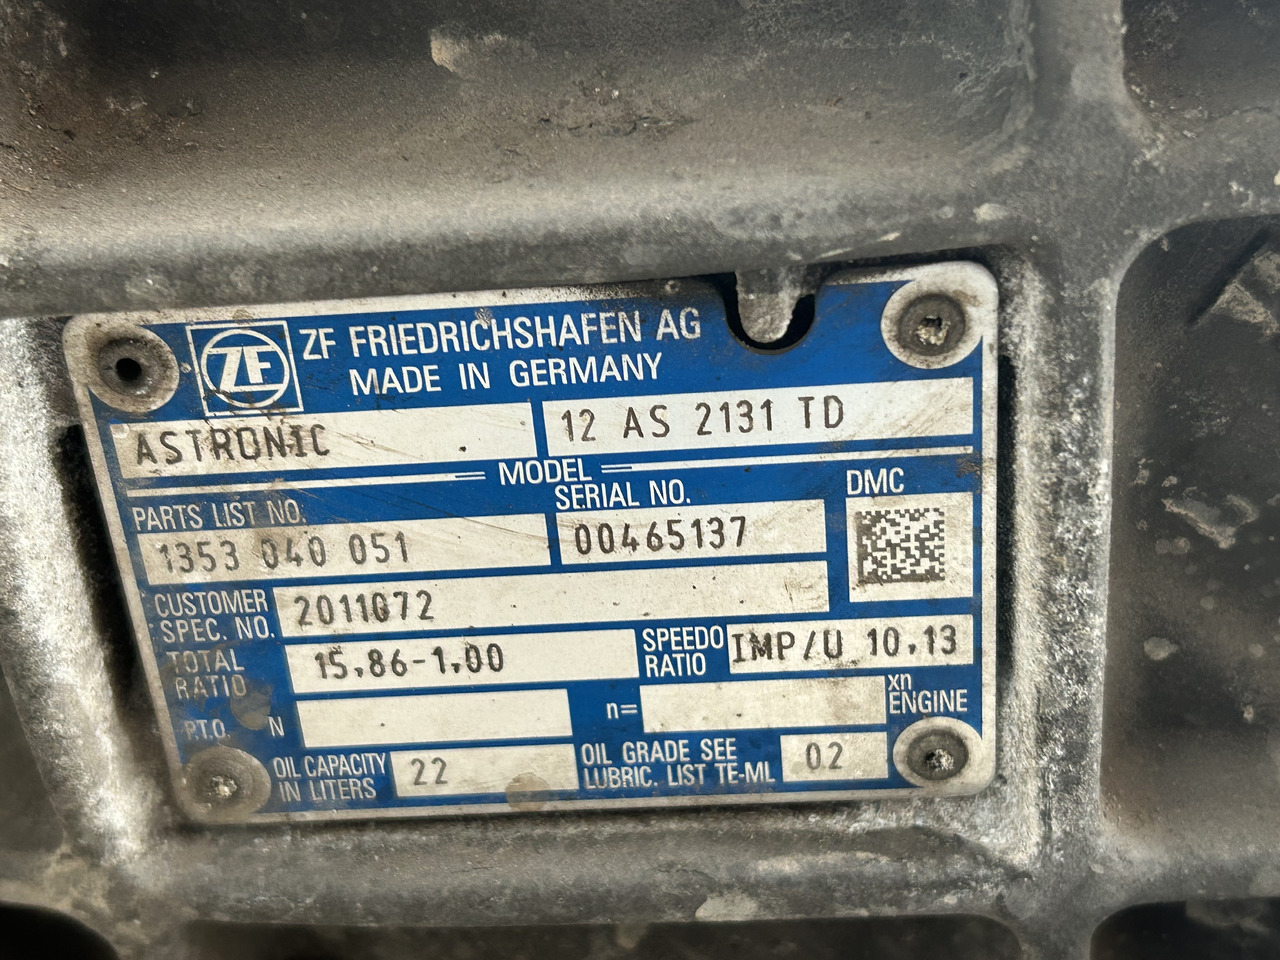 ZF
ZF FRIEDRICHSHAFEN AG
MADE IN GERMANY
ASTRONIC
12 AS 2131 TD
MODEL
PARTS LIST NO.
SERIAL NO.
DMC
1353 040 051
00465137
CUSTOMER
SPEC. NO.
2011072
TOTAL
RATIO
15,86-1,00
SPEEDO
RATIO
IMP/U 10,13
P.T.O.
N
n=
xn
ENGINE
OIL CAPACITY
IN LITERS
22
OIL GRADE SEE
LUBRIC. LIST TE-ML
02